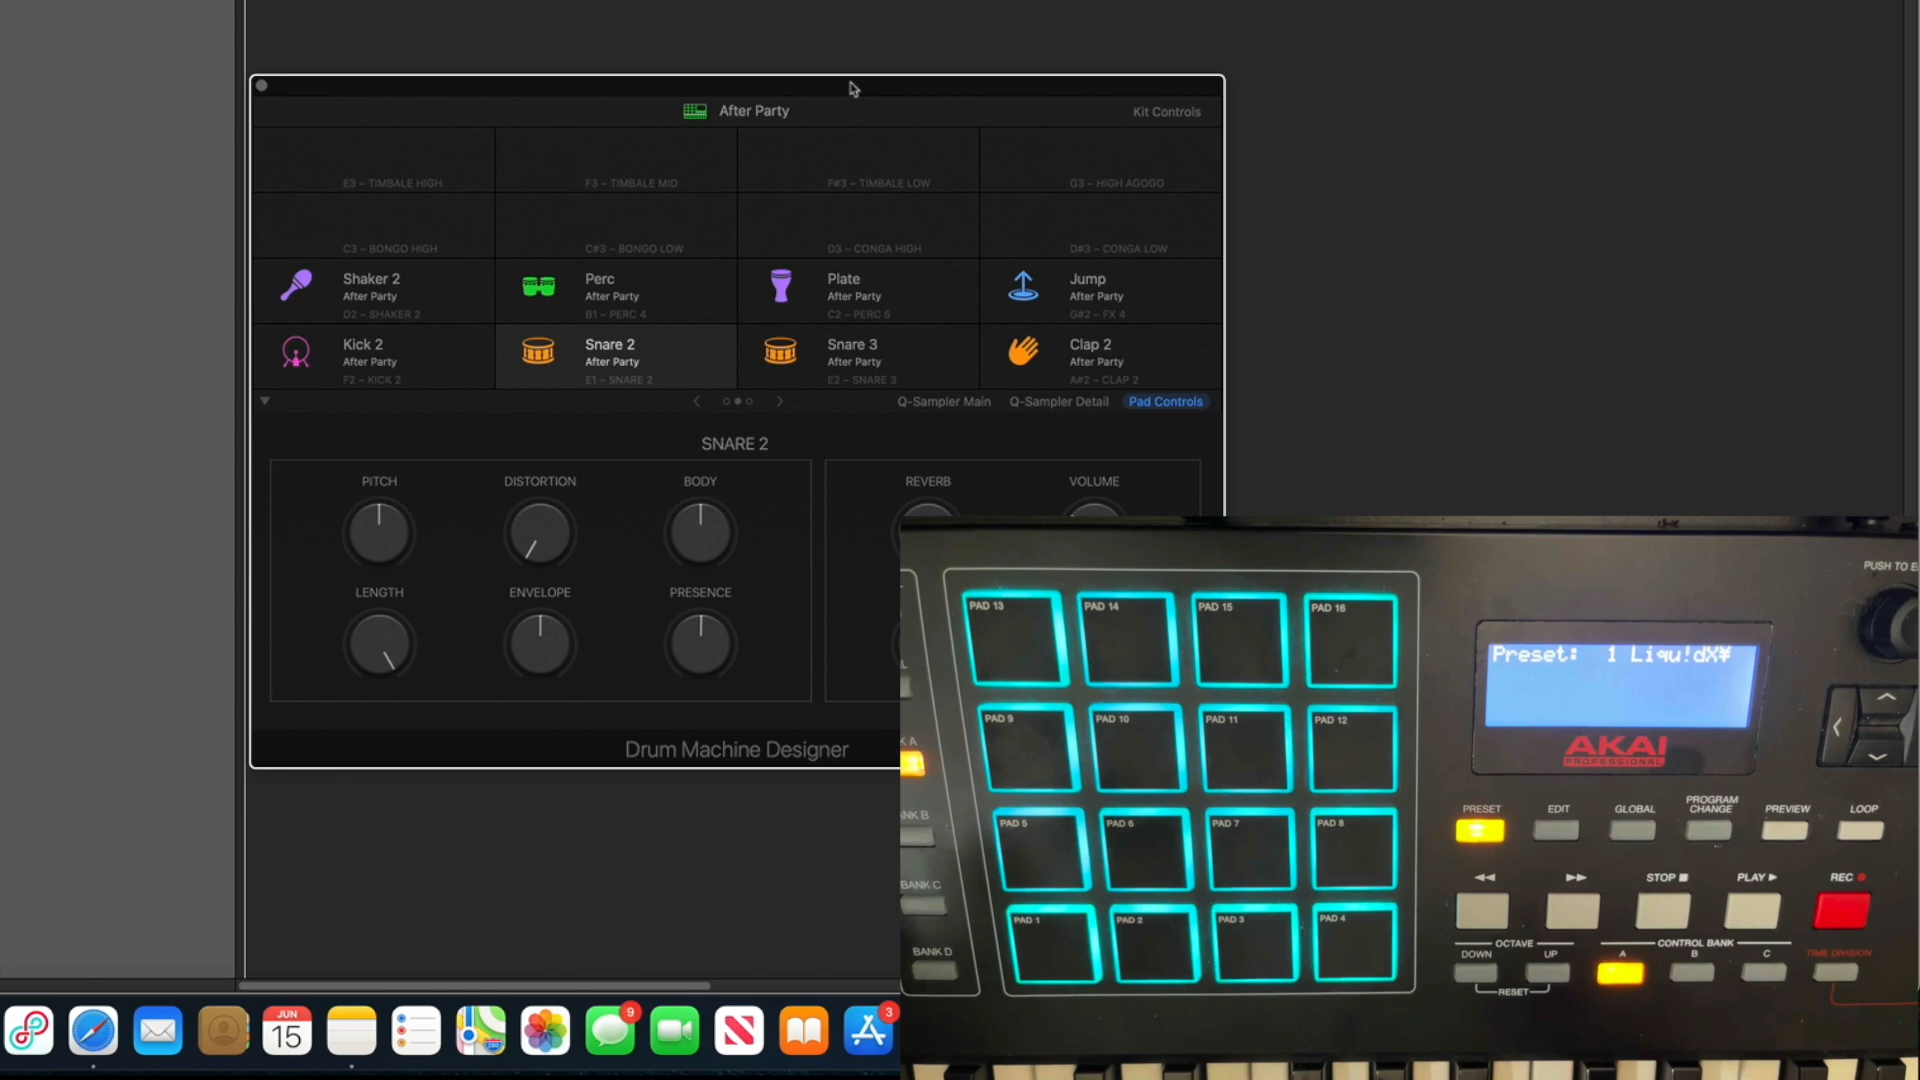 After Party
Kit Controls
E3 – TIMBALE HIGH
F3 – TIMBALE MID
F#3 – TIMBALE LOW
G3 – HIGH AGOGO
C3 – BONGO HIGH
C#3 – BONGO LOW
D3 – CONGA HIGH
D#3 – CONGA LOW
Shaker 2
After Party
D2 – SHAKER 2
Perc
After Party
B1 – PERC 4
Plate
After Party
C2 – PERC 5
Jump
After Party
G#2 – FX 4
Kick 2
After Party
F2 – KICK 2
Snare 2
After Party
E1 – SNARE 2
Snare 3
After Party
E2 – SNARE 3
Clap 2
After Party
A#2 – CLAP 2
Q-Sampler Main
Q-Sampler Detail
Pad Controls
SNARE 2
PITCH
DISTORTION
BODY
REVERB
VOLUME
LENGTH
ENVELOPE
PRESENCE
Drum Machine Designer
PAD 13
PAD 14
PAD 15
PAD 16
PAD 9
PAD 10
PAD 11
PAD 12
PAD 5
PAD 6
PAD 7
PAD 8
PAD 1
PAD 2
PAD 3
PAD 4
K A
NK B
BANK C
BANK D
PUSH TO E
Preset: 1 Liqu!dX¥
AKAI
PROFESSIONAL
PRESET
EDIT
GLOBAL
PROGRAM
CHANGE
PREVIEW
LOOP
STOP
PLAY
REC
OCTAVE
DOWN
UP
RESET
CONTROL BANK
A
B
C
TIME DIVISION
JUN
15
9
3